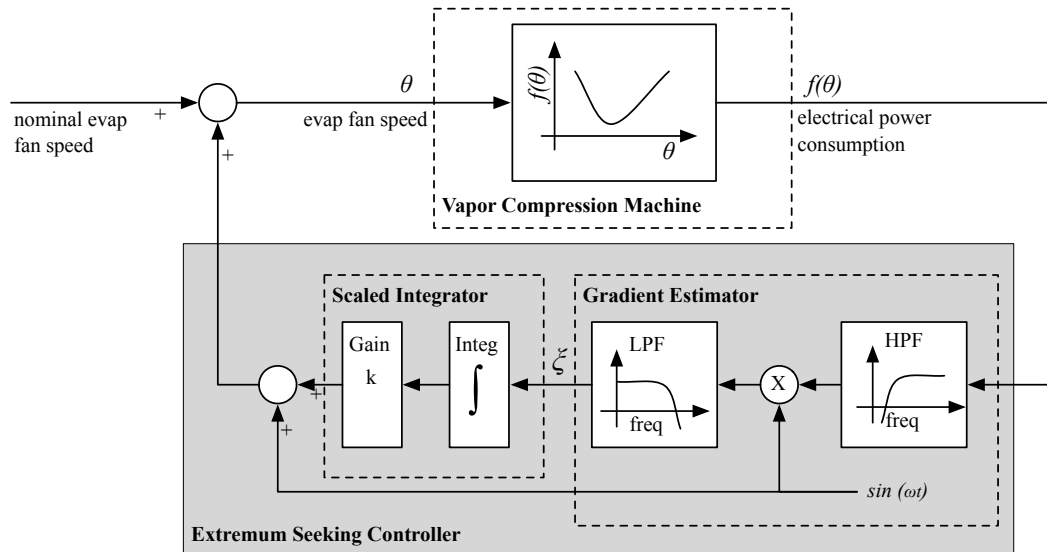 θ
f(θ)
nominal evap
fan speed
+
+
evap fan speed
f(θ)
θ
electrical power
consumption
Vapor Compression Machine
Scaled Integrator
Gradient Estimator
Gain
k
Integ
∫
ξ
LPF
freq
X
HPF
freq
+
+
sin (ωt)
Extremum Seeking Controller